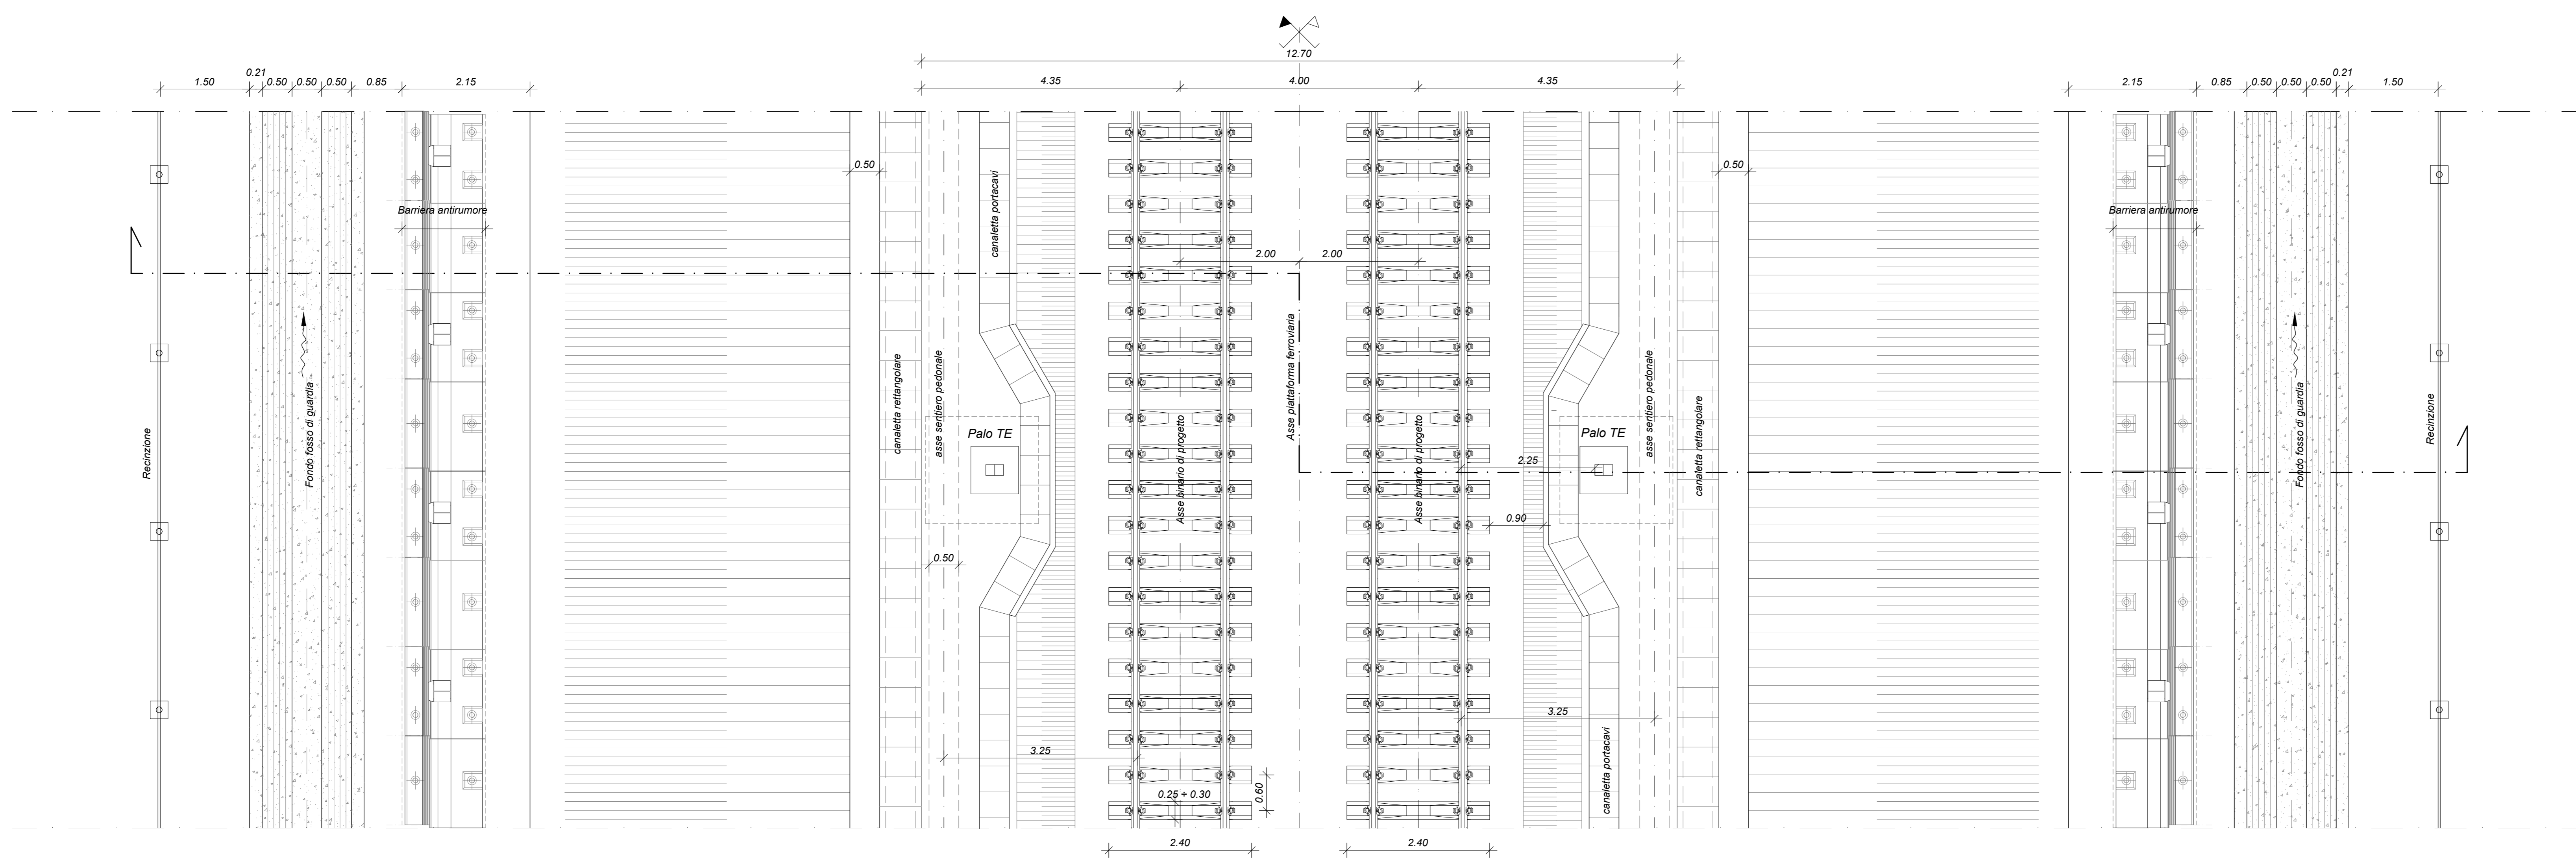 12.70
4.35
4.00
4.35
1.50
0.21
0.50
0.50
0.50
0.85
2.15
2.15
0.85
0.50
0.50
0.50
0.21
1.50
0.50
0.50
Barriera antirumore
Barriera antirumore
canaletta portacavi
2.00
2.00
Asse piattaforma ferroviaria
Recinzione
Fondo fosso di guardia
canaletta rettangolare
asse sentiero pedonale
Palo TE
Asse binario di progetto
Asse binario di progetto
2.25
Palo TE
asse sentiero pedonale
canaletta rettangolare
Fondo fosso di guardia
Recinzione
0.90
0.50
3.25
3.25
canaletta portacavi
0.25 ÷ 0.30
0.60
2.40
2.40